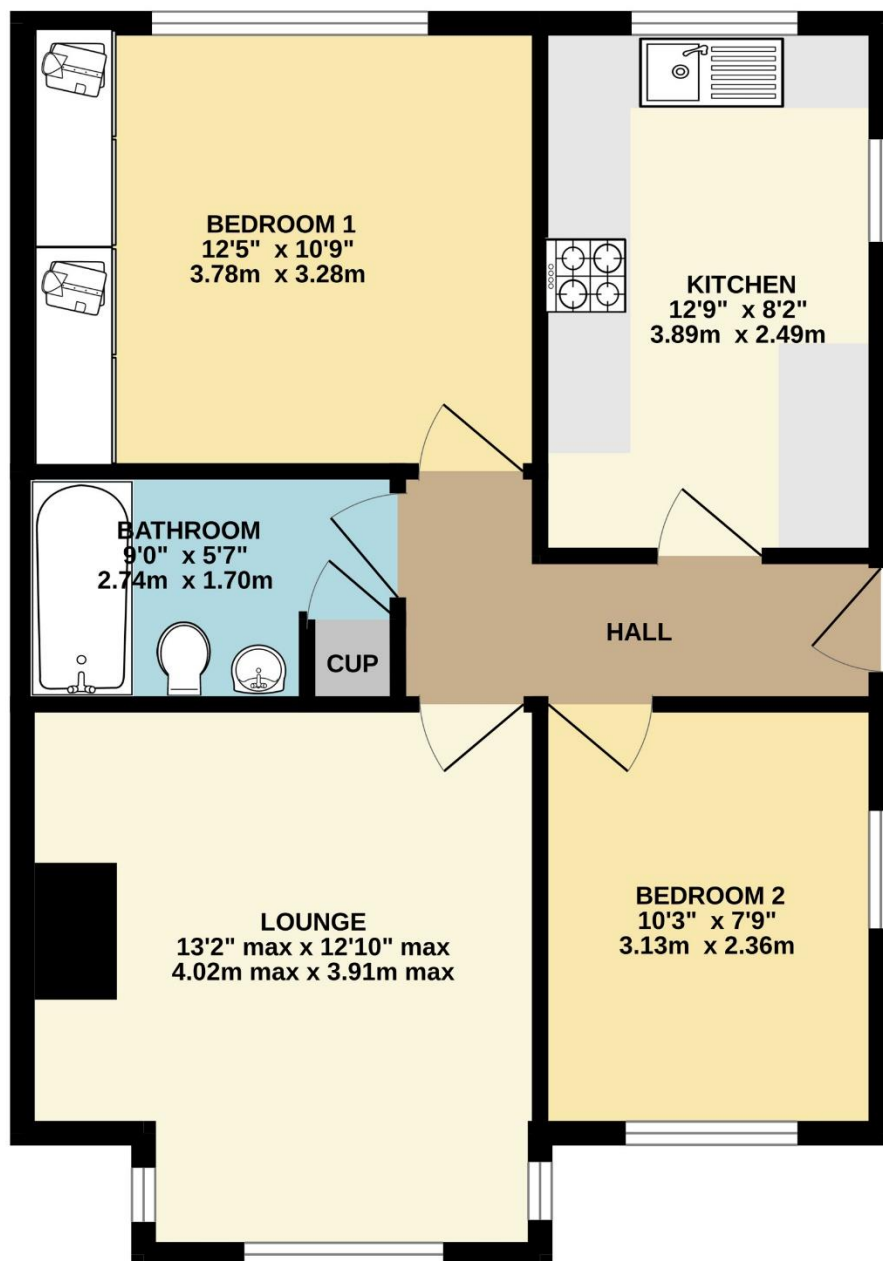 BEDROOM 1
12'5" x 10'9"
3.78m x 3.28m
KITCHEN
12'9" x 8'2"
3.89m x 2.49m
BATHROOM
9'0" x 5'7"
2.74m x 1.70m
HALL
CUP
LOUNGE
13'2" max x 12'10" max
4.02m max x 3.91m max
BEDROOM 2
10'3" x 7'9"
3.13m x 2.36m